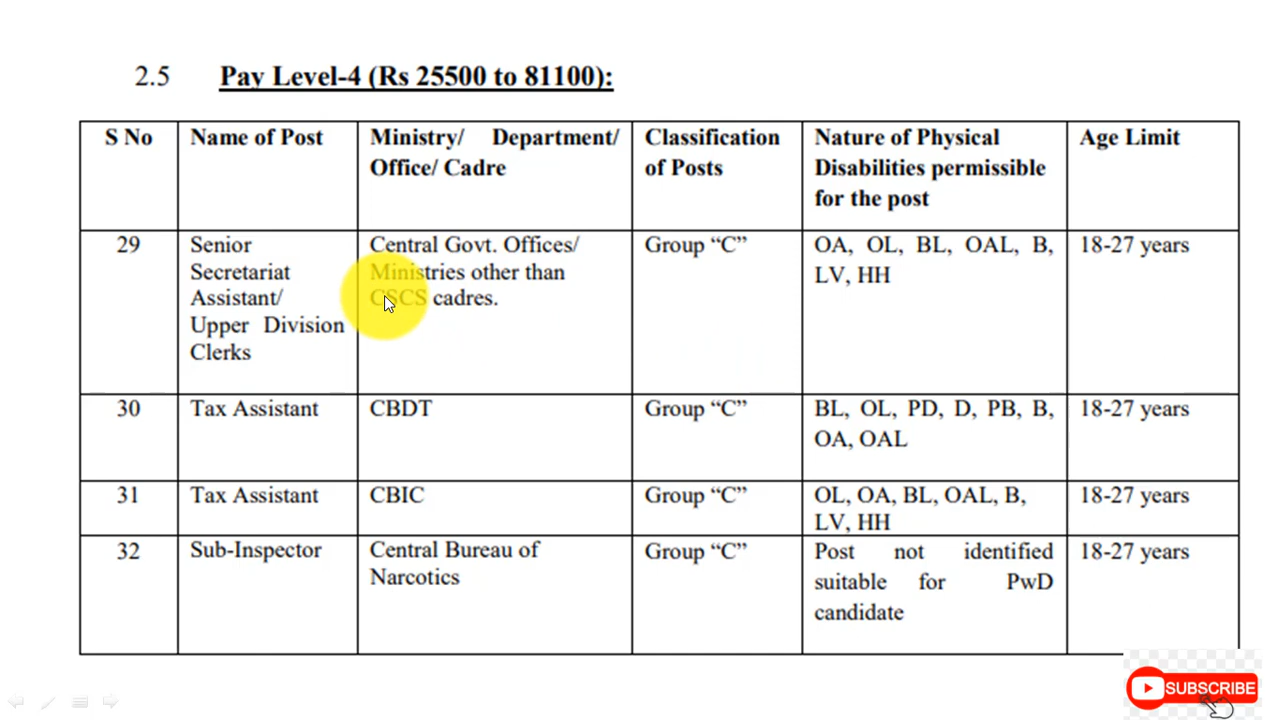 2.5 Pay Level-4 (Rs 25500 to 81100):
S No
Name of Post
Ministry/ Department/
Office/ Cadre
Classification
of Posts
Nature of Physical
Disabilities permissible
for the post
Age Limit
29
Senior
Secretariat
Assistant/
Upper Division
Clerks
Central Govt. Offices/
Ministries other than
CSCS cadres.
Group “C”
OA, OL, BL, OAL, B,
LV, HH
18-27 years
30
Tax Assistant
CBDT
Group “C”
BL, OL, PD, D, PB, B,
OA, OAL
18-27 years
31
Tax Assistant
CBIC
Group “C”
OL, OA, BL, OAL, B,
LV, HH
18-27 years
32
Sub-Inspector
Central Bureau of
Narcotics
Group “C”
Post not identified
suitable for PwD
candidate
18-27 years
SUBSCRIBE